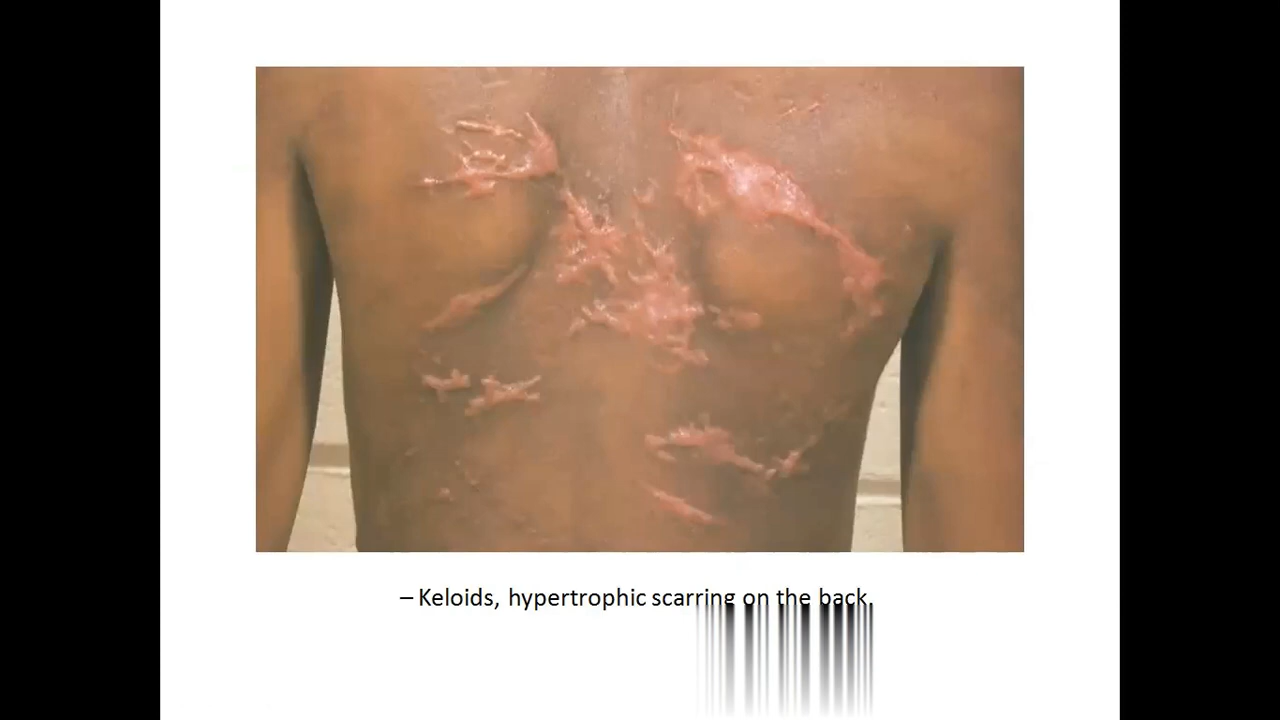 – Keloids, hypertrophic scarring on the back.